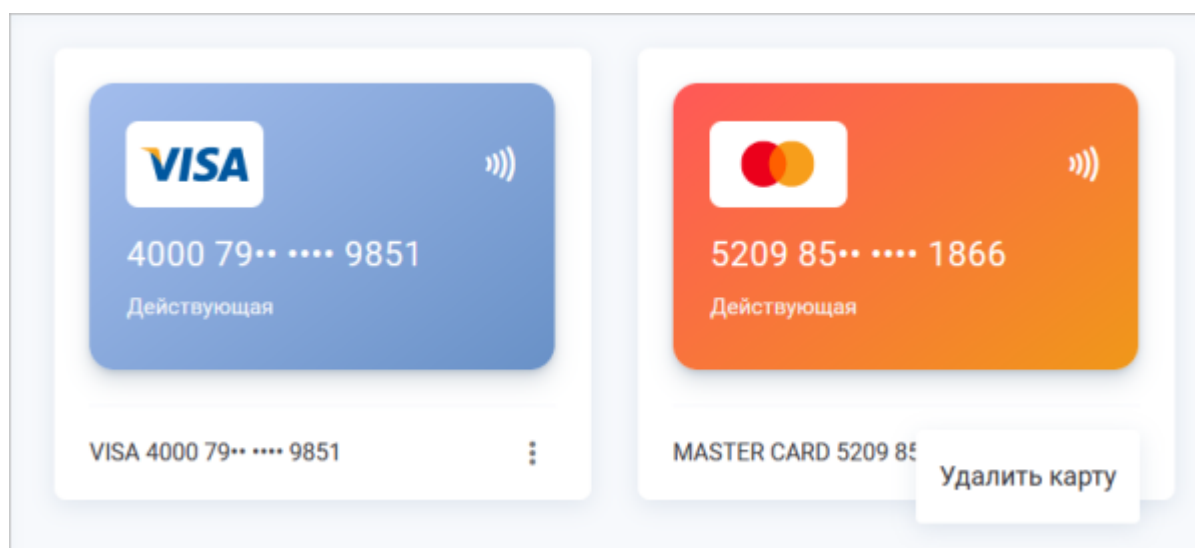 VISA
4000 79•• •••• 9851
Действующая
VISA 4000 79•• •••• 9851
5209 85•• •••• 1866
Действующая
MASTER CARD 5209 85
Удалить карту